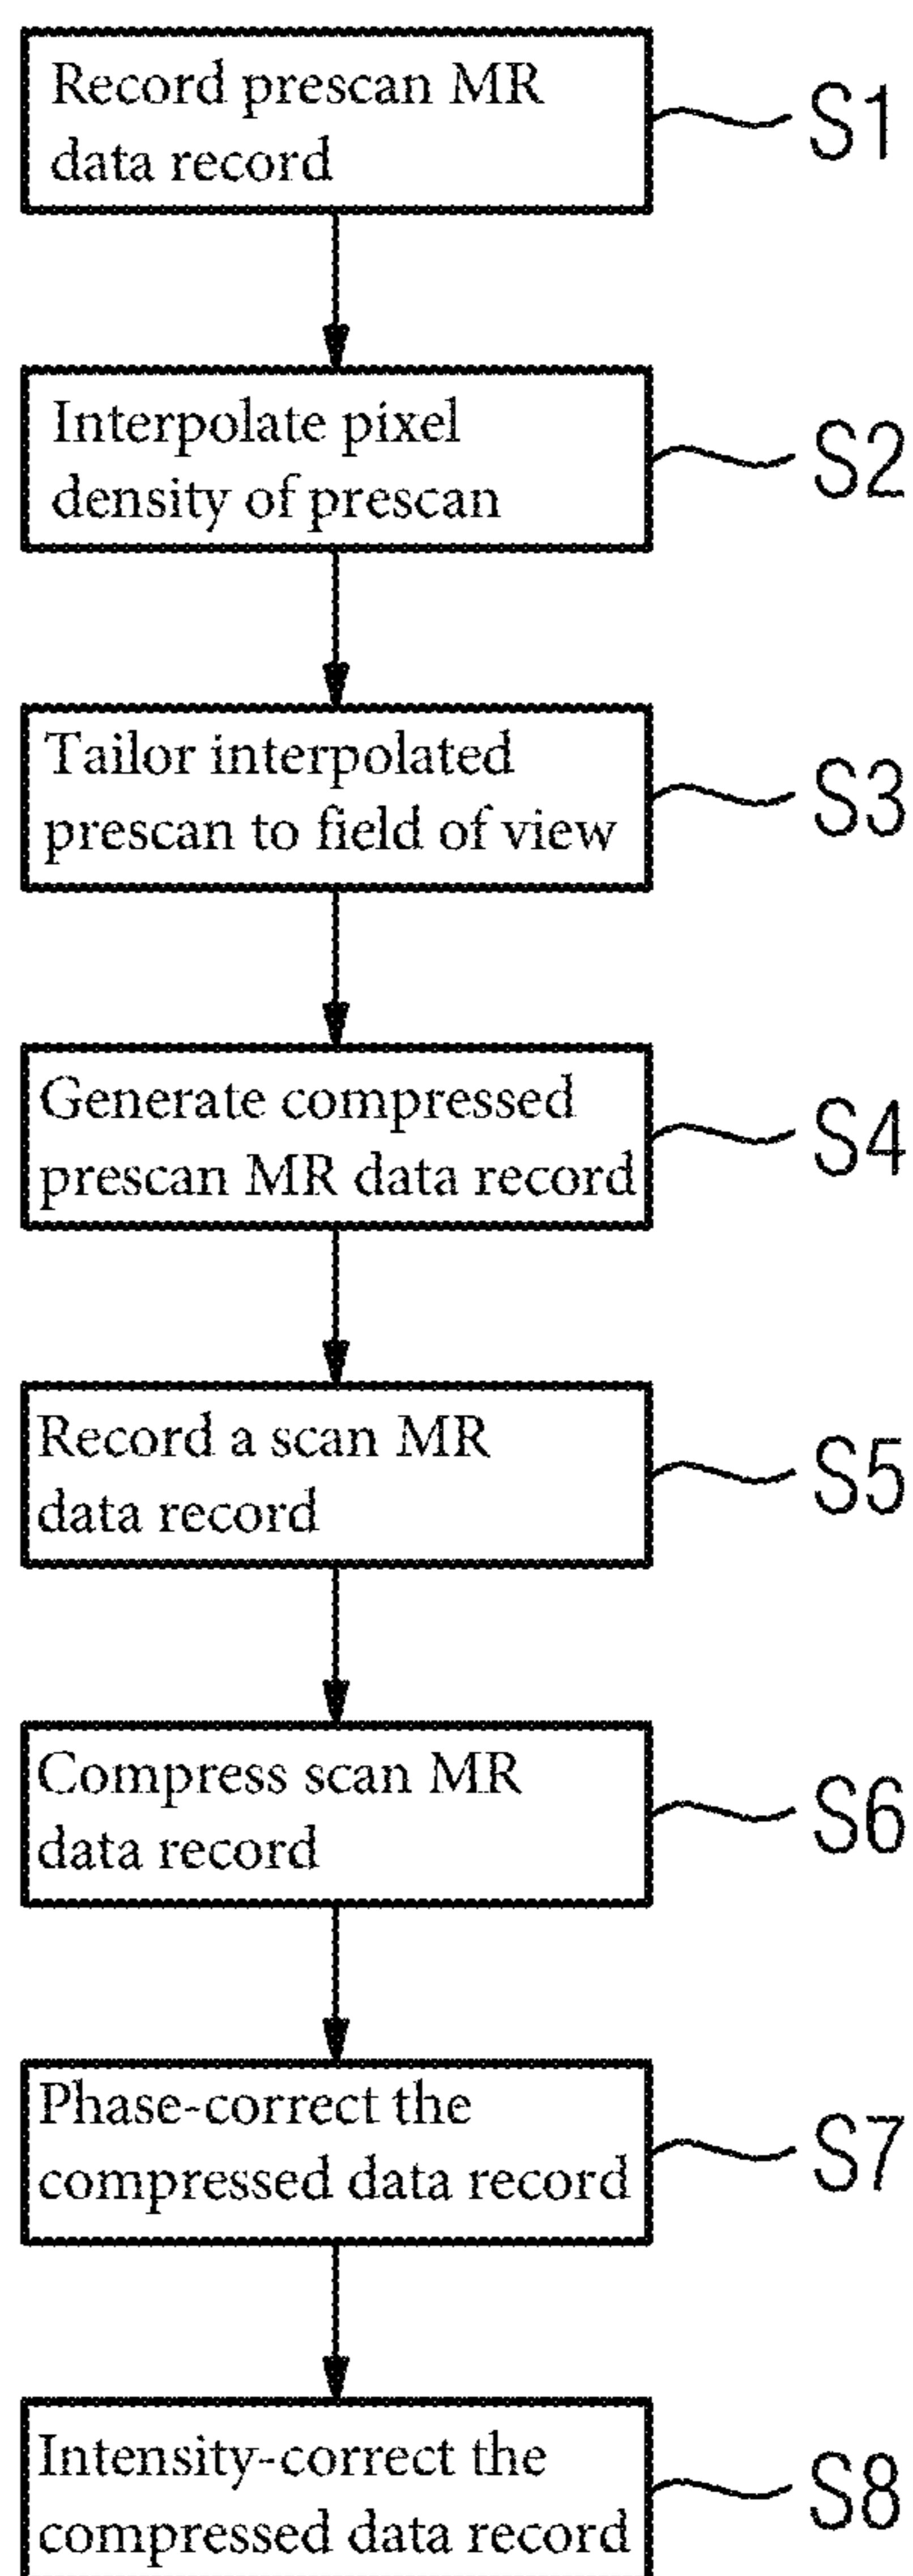 Record prescan MR
data record
S1
Interpolate pixel
density of prescan
S2
Tailor interpolated
prescan to field of view
S3
Generate compressed
prescan MR data record
S4
Record a scan MR
data record
S5
Compress scan MR
data record
S6
Phase-correct the
compressed data record
S7
Intensity-correct the
compressed data record
S8